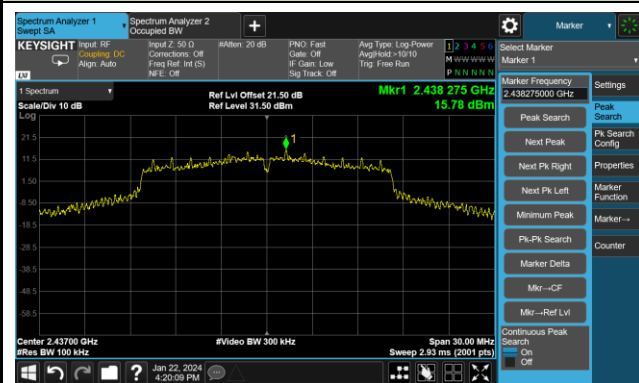 Spectrum Analyzer 1
Swept SA
Spectrum Analyzer 2
Occupied BW
Marker
KEYSIGHT
Input: RF
Coupling: DC
Align: Auto
Input Z: 50 Ω
Corrections: Off
Freq Ref: Int (S)
NFE: Off
#Atten: 20 dB
PNO: Fast
Gate: Off
IF Gain: Low
Sig Track: Off
Avg Type: Log-Power
Avg|Hold:>10/10
Trig: Free Run
1 2 3 4 5 6
M W W W W W
P N N N N N
LXI
Select Marker
Marker 1
1 Spectrum
Scale/Div 10 dB
Log
Ref Lvl Offset 21.50 dB
Ref Level 31.50 dBm
Mkr1 2.438 275 GHz
15.78 dBm
21.5
11.5
1.50
-8.50
-18.5
-28.5
-38.5
-48.5
-58.5
1
Center 2.43700 GHz
#Res BW 100 kHz
#Video BW 300 kHz
Span 30.00 MHz
Sweep 2.93 ms (2001 pts)
Marker Frequency
2.438275000 GHz
Peak Search
Next Peak
Next Pk Right
Next Pk Left
Minimum Peak
Pk-Pk Search
Marker Delta
Mkr→CF
Mkr→Ref Lvl
Continuous Peak
Search
On
Off
Settings
Peak
Search
Pk Search
Config
Properties
Marker
Function
Marker→
Counter
Jan 22, 2024
4:20:09 PM